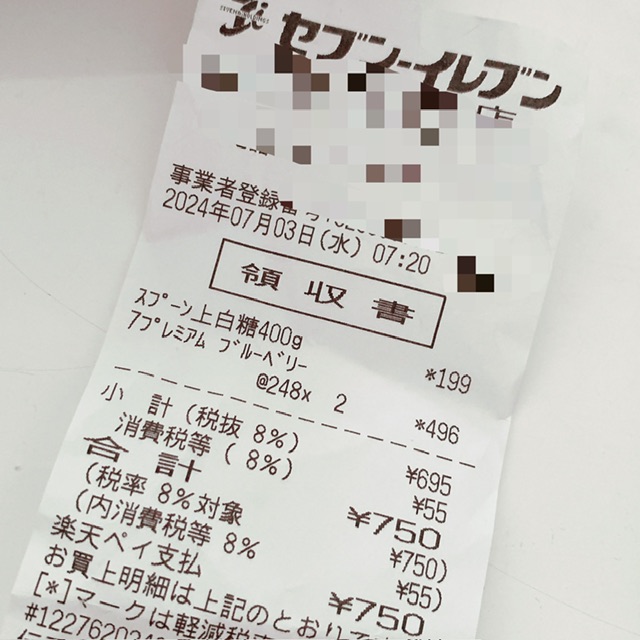 セブン-イレブン
店
事業者登録番号
2024年07月03日(水) 07:20
領収書
スプーン上白糖400g *199
7プレミアム ブルーベリー
@248x 2 *496
小 計 (税抜 8%) ¥695
消費税等 ( 8%) ¥55
合 計 ¥750
(税率 8%対象 ¥750)
(内消費税等 8% ¥55)
楽天ペイ支払 ¥750
お買上明細は上記のとおり
[*]マークは軽減税